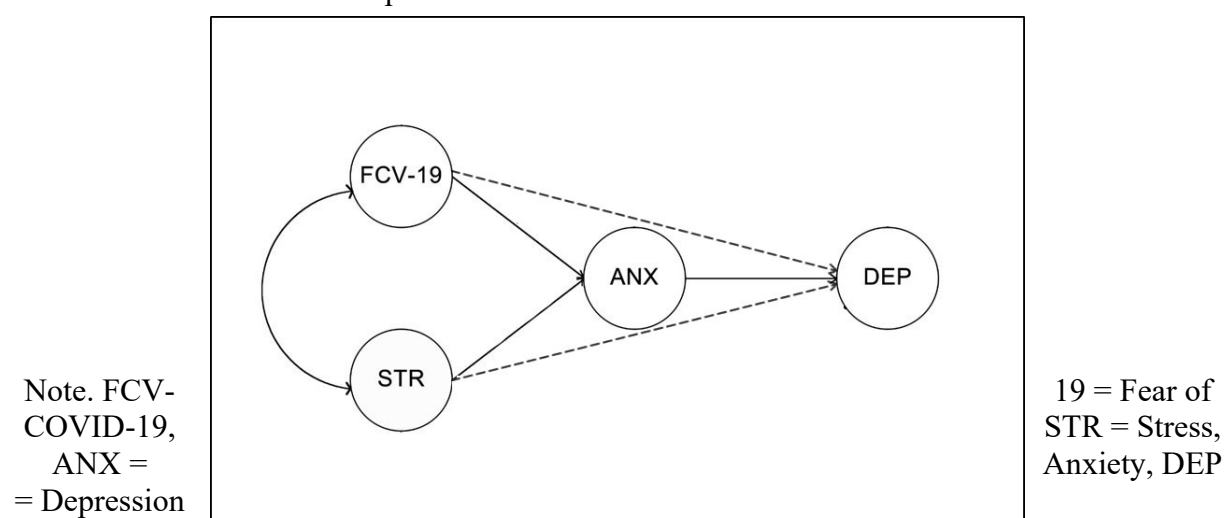 FCV-19
ANX
DEP
STR
Note. FCV-19 = Fear of
COVID-19, STR = Stress,
ANX = Anxiety, DEP
= Depression